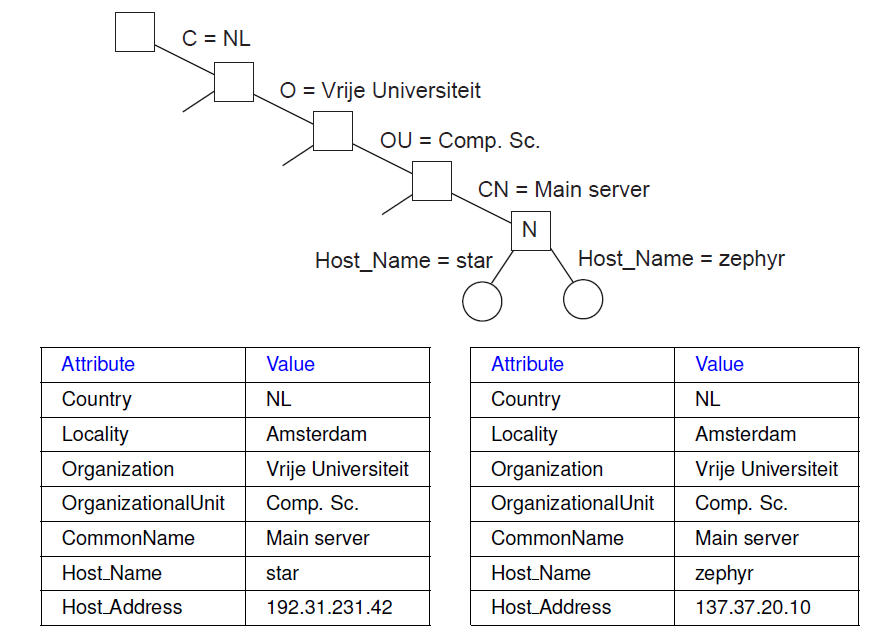 C = NL
O = Vrije Universiteit
OU = Comp. Sc.
CN = Main server
N
Host_Name = star
Host_Name = zephyr
Attribute Value
Country NL
Locality Amsterdam
Organization Vrije Universiteit
OrganizationalUnit Comp. Sc.
CommonName Main server
Host_Name star
Host_Address 192.31.231.42
Attribute Value
Country NL
Locality Amsterdam
Organization Vrije Universiteit
OrganizationalUnit Comp. Sc.
CommonName Main server
Host_Name zephyr
Host_Address 137.37.20.10